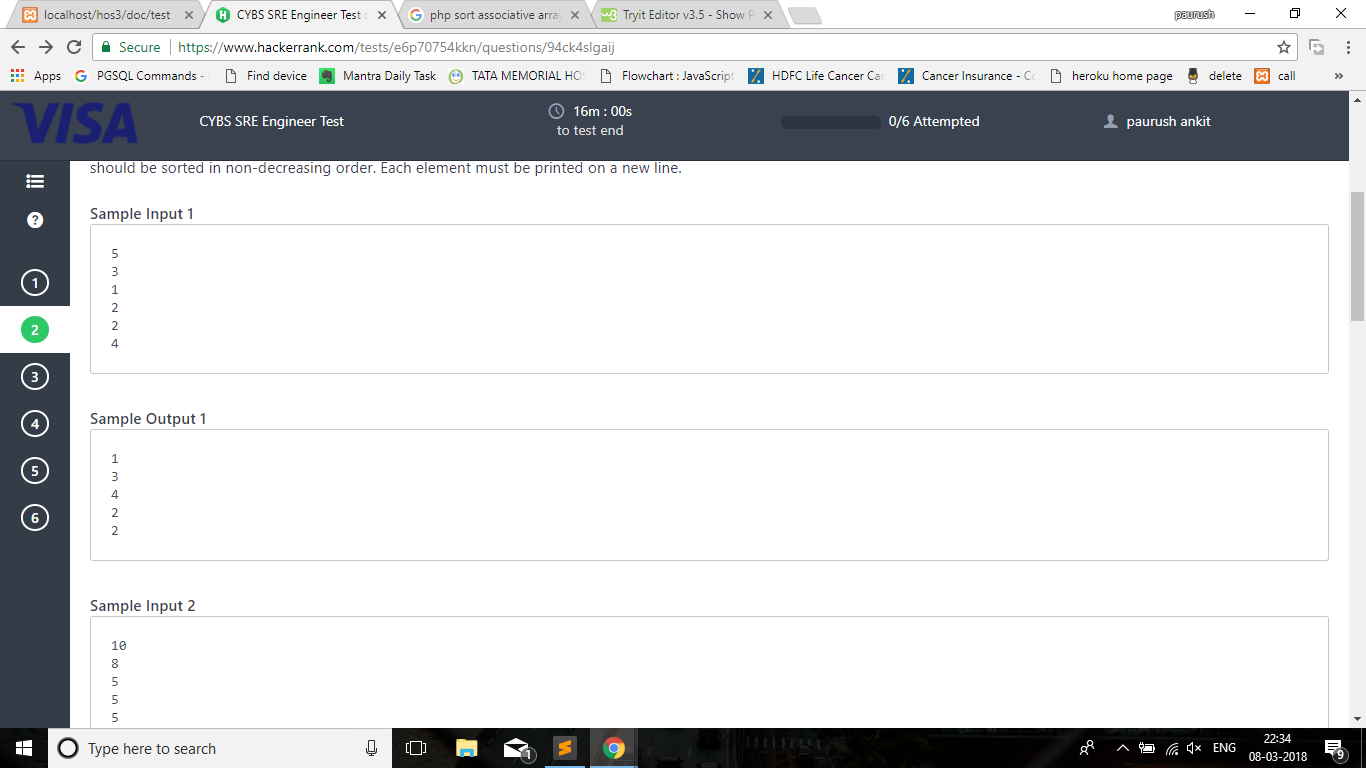 localhost/hos3/doc/test
CYBS SRE Engineer Test :
php sort associative arra
Tryit Editor v3.5 - Show P
paurush
Secure
https://www.hackerrank.com/tests/e6p70754kkn/questions/94ck4slgaij
Apps
PGSQL Commands -
Find device
Mantra Daily Task
TATA MEMORIAL HO
Flowchart : JavaScript
HDFC Life Cancer Car
Cancer Insurance - Co
heroku home page
delete
call
»
VISA
CYBS SRE Engineer Test
16m : 00s
to test end
0/6 Attempted
paurush ankit
should be sorted in non-decreasing order. Each element must be printed on a new line.
?
1
2
3
4
5
6
Sample Input 1
5
3
1
2
2
4
Sample Output 1
1
3
4
2
2
Sample Input 2
10
8
5
5
5
Type here to search
1
ENG
22:34
08-03-2018
9